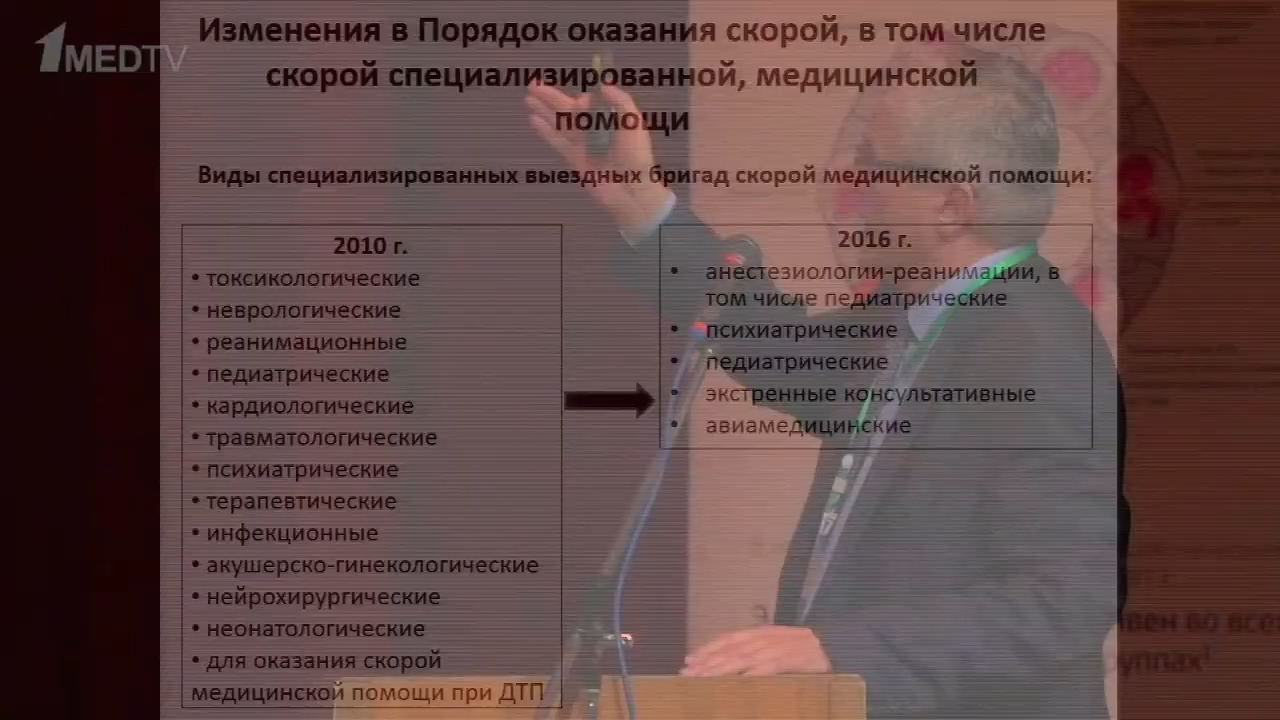 1MEDTV
Изменения в Порядок оказания скорой, в том числе
скорой специализированной, медицинской
помощи
Виды специализированных выездных бригад скорой медицинской помощи:
2010 г.
• токсикологические
• неврологические
• реанимационные
• педиатрические
• кардиологические
• травматологические
• психиатрические
• терапевтические
• инфекционные
• акушерско-гинекологические
• нейрохирургические
• неонатологические
• для оказания скорой
медицинской помощи при ДТП
2016 г.
• анестезиологии-реанимации, в
том числе педиатрические
• психиатрические
• педиатрические
• экстренные консультативные
• авиамедицинские
во все